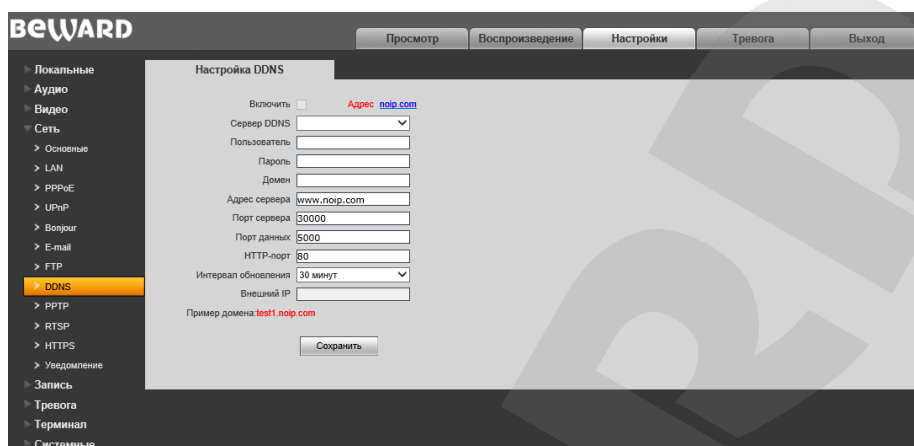 BEWARD
Просмотр Воспроизведение Настройки Тревога Выход
Локальные
Аудио
Видео
Сеть
Основные
LAN
PPPoE
UPnP
Bonjour
E-mail
FTP
DDNS
PPTP
RTSP
HTTPS
Уведомление
Запись
Тревога
Терминал
Системные
Настройка DDNS
Включить Адрес noip.com
Сервер DDNS
Пользователь
Пароль
Домен
Адрес сервера www.noip.com
Порт сервера 30000
Порт данных 5000
HTTP-порт 80
Интервал обновления 30 минут
Внешний IP
Пример домена:test1.noip.com
Сохранить